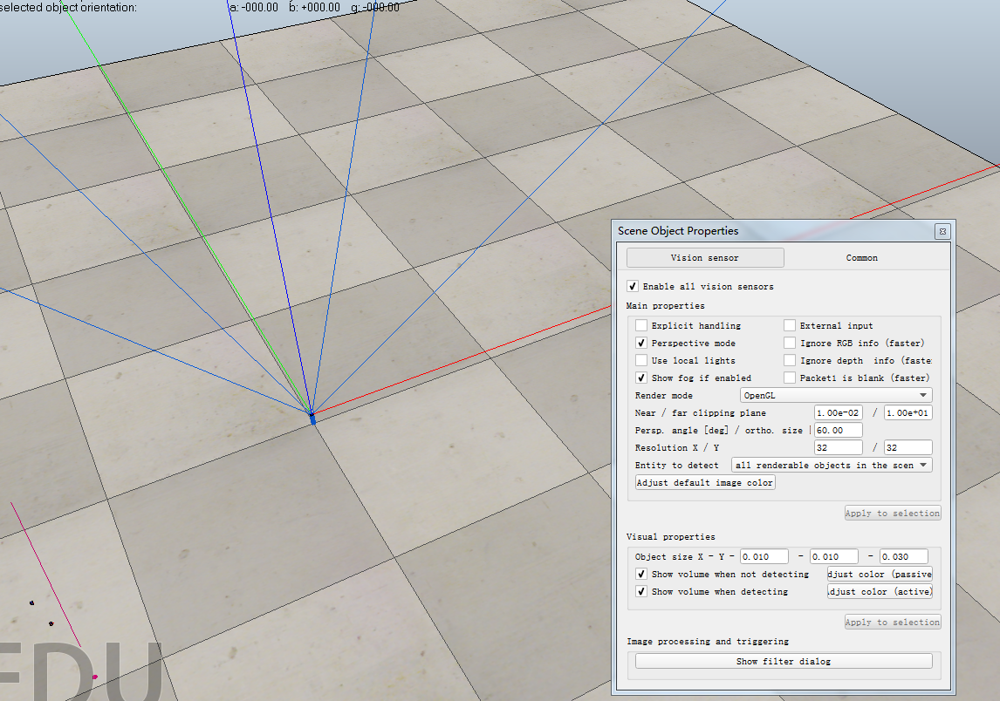 selected object orientation: a: -000.00 b: +000.00 g: -000.00
Scene Object Properties
Vision sensor Common
Enable all vision sensors
Main properties
Explicit handling External input
Perspective mode Ignore RGB info (faster)
Use local lights Ignore depth info (faste
Show fog if enabled Packet1 is blank (faster)
Render mode OpenGL
Near / far clipping plane 1.00e-02 / 1.00e+01
Persp. angle [deg] / ortho. size 60.00
Resolution X / Y 32 / 32
Entity to detect all renderable objects in the scen
Adjust default image color
Apply to selection
Visual properties
Object size X - Y - 0.010 - 0.010 - 0.030
Show volume when not detecting djust color (passive
Show volume when detecting djust color (active)
Apply to selection
Image processing and triggering
Show filter dialog
EDU